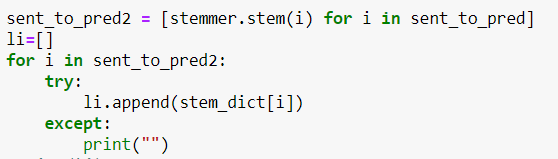 sent_to_pred2 = [stemmer.stem(i) for i in sent_to_pred]
li=[]
for i in sent_to_pred2:
    try:
        li.append(stem_dict[i])
    except:
        print("")